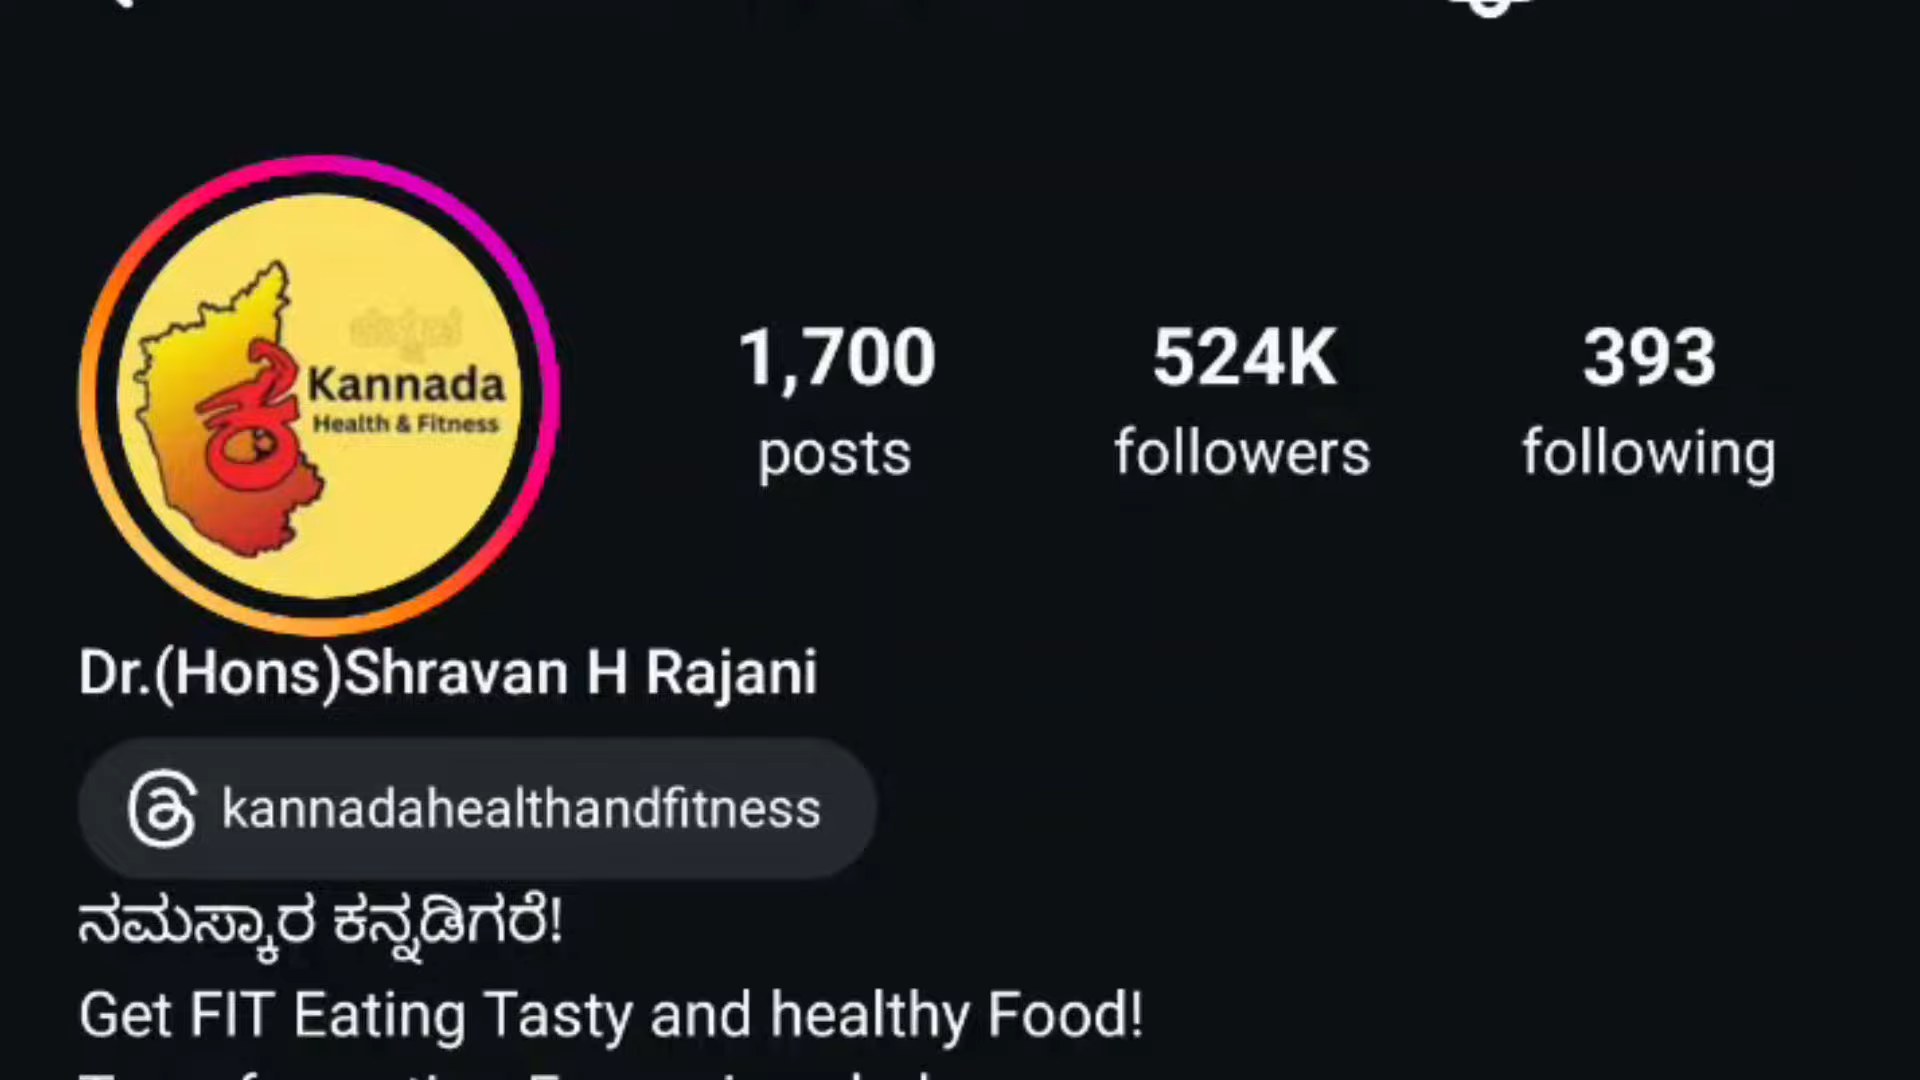 Kannada
Health & Fitness
1,700 524K 393
posts followers following
Dr.(Hons)Shravan H Rajani
kannadahealthandfitness
ನಮಸ್ಕಾರ ಕನ್ನಡಿಗರೆ!
Get FIT Eating Tasty and healthy Food!